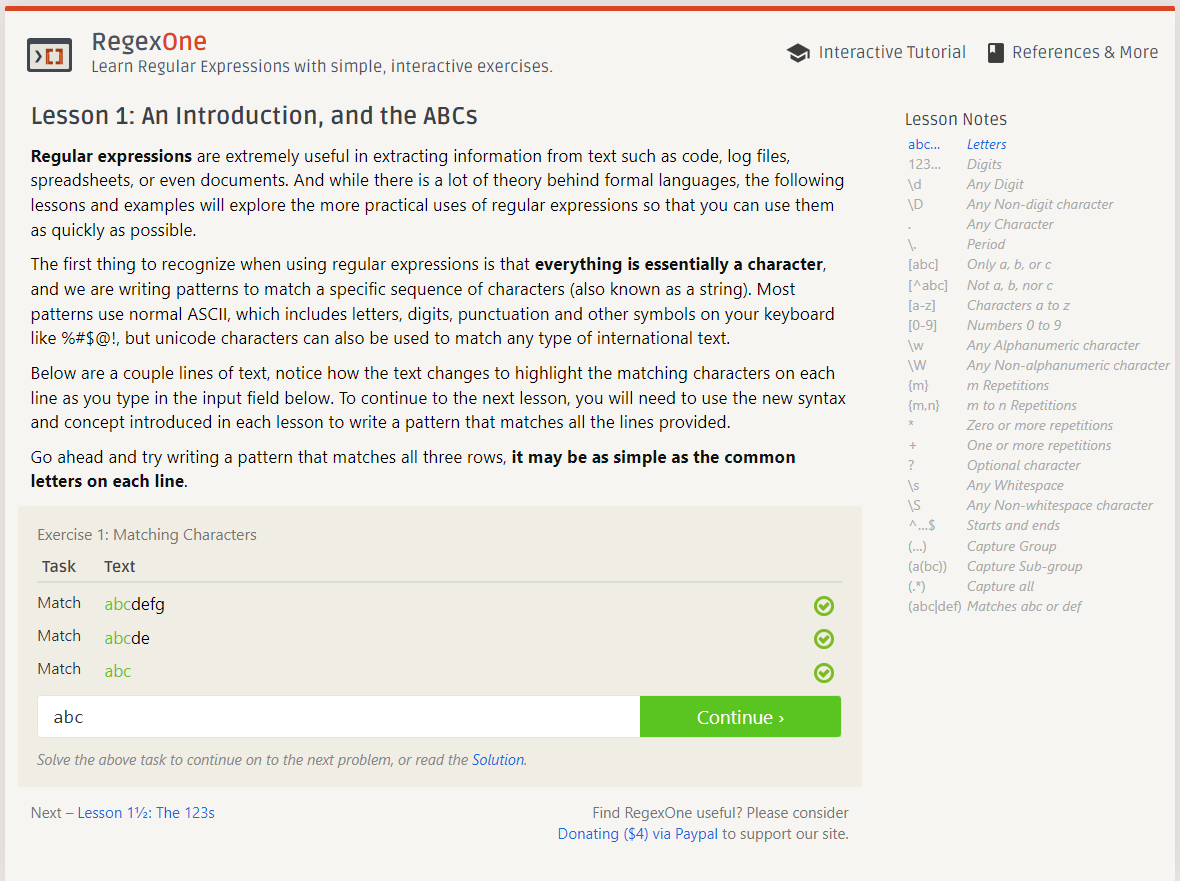 RegexOne
Learn Regular Expressions with simple, interactive exercises.
Interactive Tutorial
References & More
Lesson 1: An Introduction, and the ABCs
Regular expressions are extremely useful in extracting information from text such as code, log files,
spreadsheets, or even documents. And while there is a lot of theory behind formal languages, the following
lessons and examples will explore the more practical uses of regular expressions so that you can use them
as quickly as possible.
The first thing to recognize when using regular expressions is that everything is essentially a character,
and we are writing patterns to match a specific sequence of characters (also known as a string). Most
patterns use normal ASCII, which includes letters, digits, punctuation and other symbols on your keyboard
like %#$@!, but unicode characters can also be used to match any type of international text.
Below are a couple lines of text, notice how the text changes to highlight the matching characters on each
line as you type in the input field below. To continue to the next lesson, you will need to use the new syntax
and concept introduced in each lesson to write a pattern that matches all the lines provided.
Go ahead and try writing a pattern that matches all three rows, it may be as simple as the common
letters on each line.
Exercise 1: Matching Characters
Task Text
Match abcdefg
Match abcde
Match abc
abc
Continue ›
Solve the above task to continue on to the next problem, or read the Solution.
Next – Lesson 1½: The 123s
Find RegexOne useful? Please consider
Donating ($4) via Paypal to support our site.
Lesson Notes
abc… Letters
123… Digits
\d Any Digit
\D Any Non-digit character
. Any Character
\. Period
[abc] Only a, b, or c
[^abc] Not a, b, nor c
[a-z] Characters a to z
[0-9] Numbers 0 to 9
\w Any Alphanumeric character
\W Any Non-alphanumeric character
{m} m Repetitions
{m,n} m to n Repetitions
* Zero or more repetitions
+ One or more repetitions
? Optional character
\s Any Whitespace
\S Any Non-whitespace character
^…$ Starts and ends
(…) Capture Group
(a(bc)) Capture Sub-group
(.*) Capture all
(abc|def) Matches abc or def